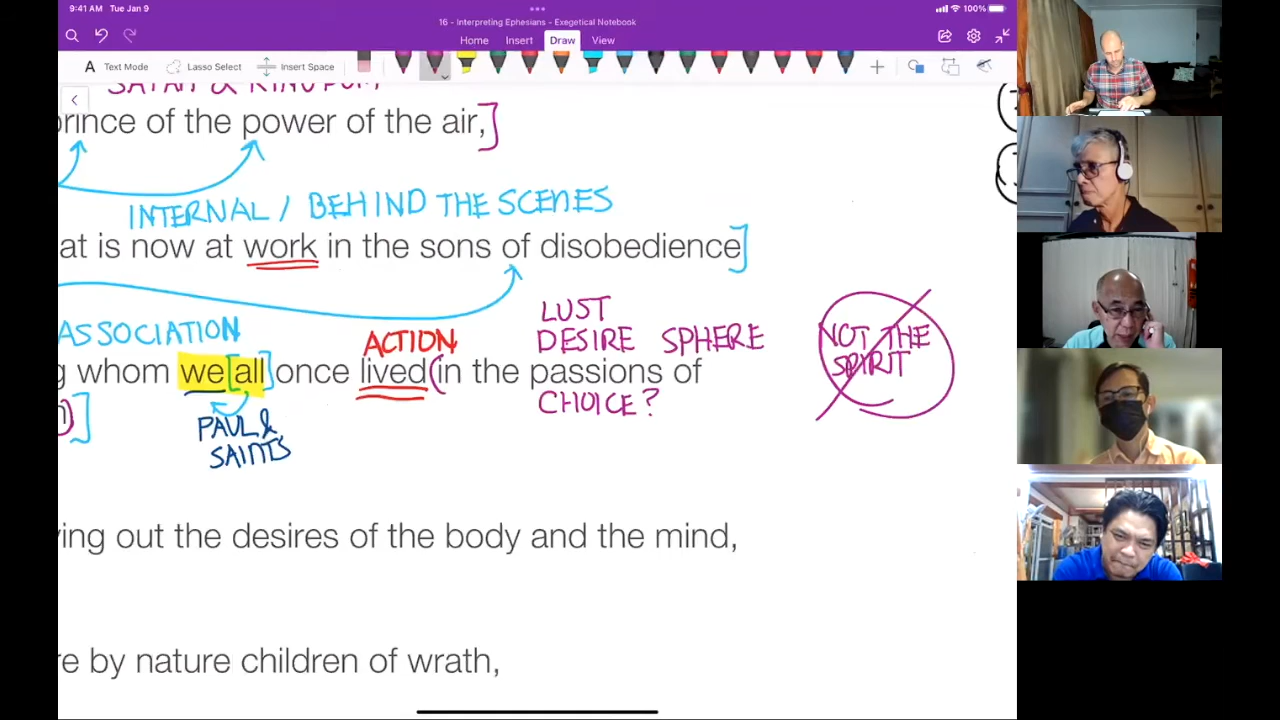 9:41 AM Tue Jan 9
100%
16 - Interpreting Ephesians - Exegetical Notebook
Home Insert Draw View
A Text Mode Lasso Select Insert Space
SATAN & KINGDOM
prince of the power of the air,]
INTERNAL / BEHIND THE SCENES
at is now at work in the sons of disobedience]
LUST
ASSOCIATION ACTION DESIRE SPHERE NOT THE
SPIRIT
g whom we [all] once lived (in the passions of
n)] CHOICE?
PAUL &
SAINTS
ying out the desires of the body and the mind,
re by nature children of wrath,